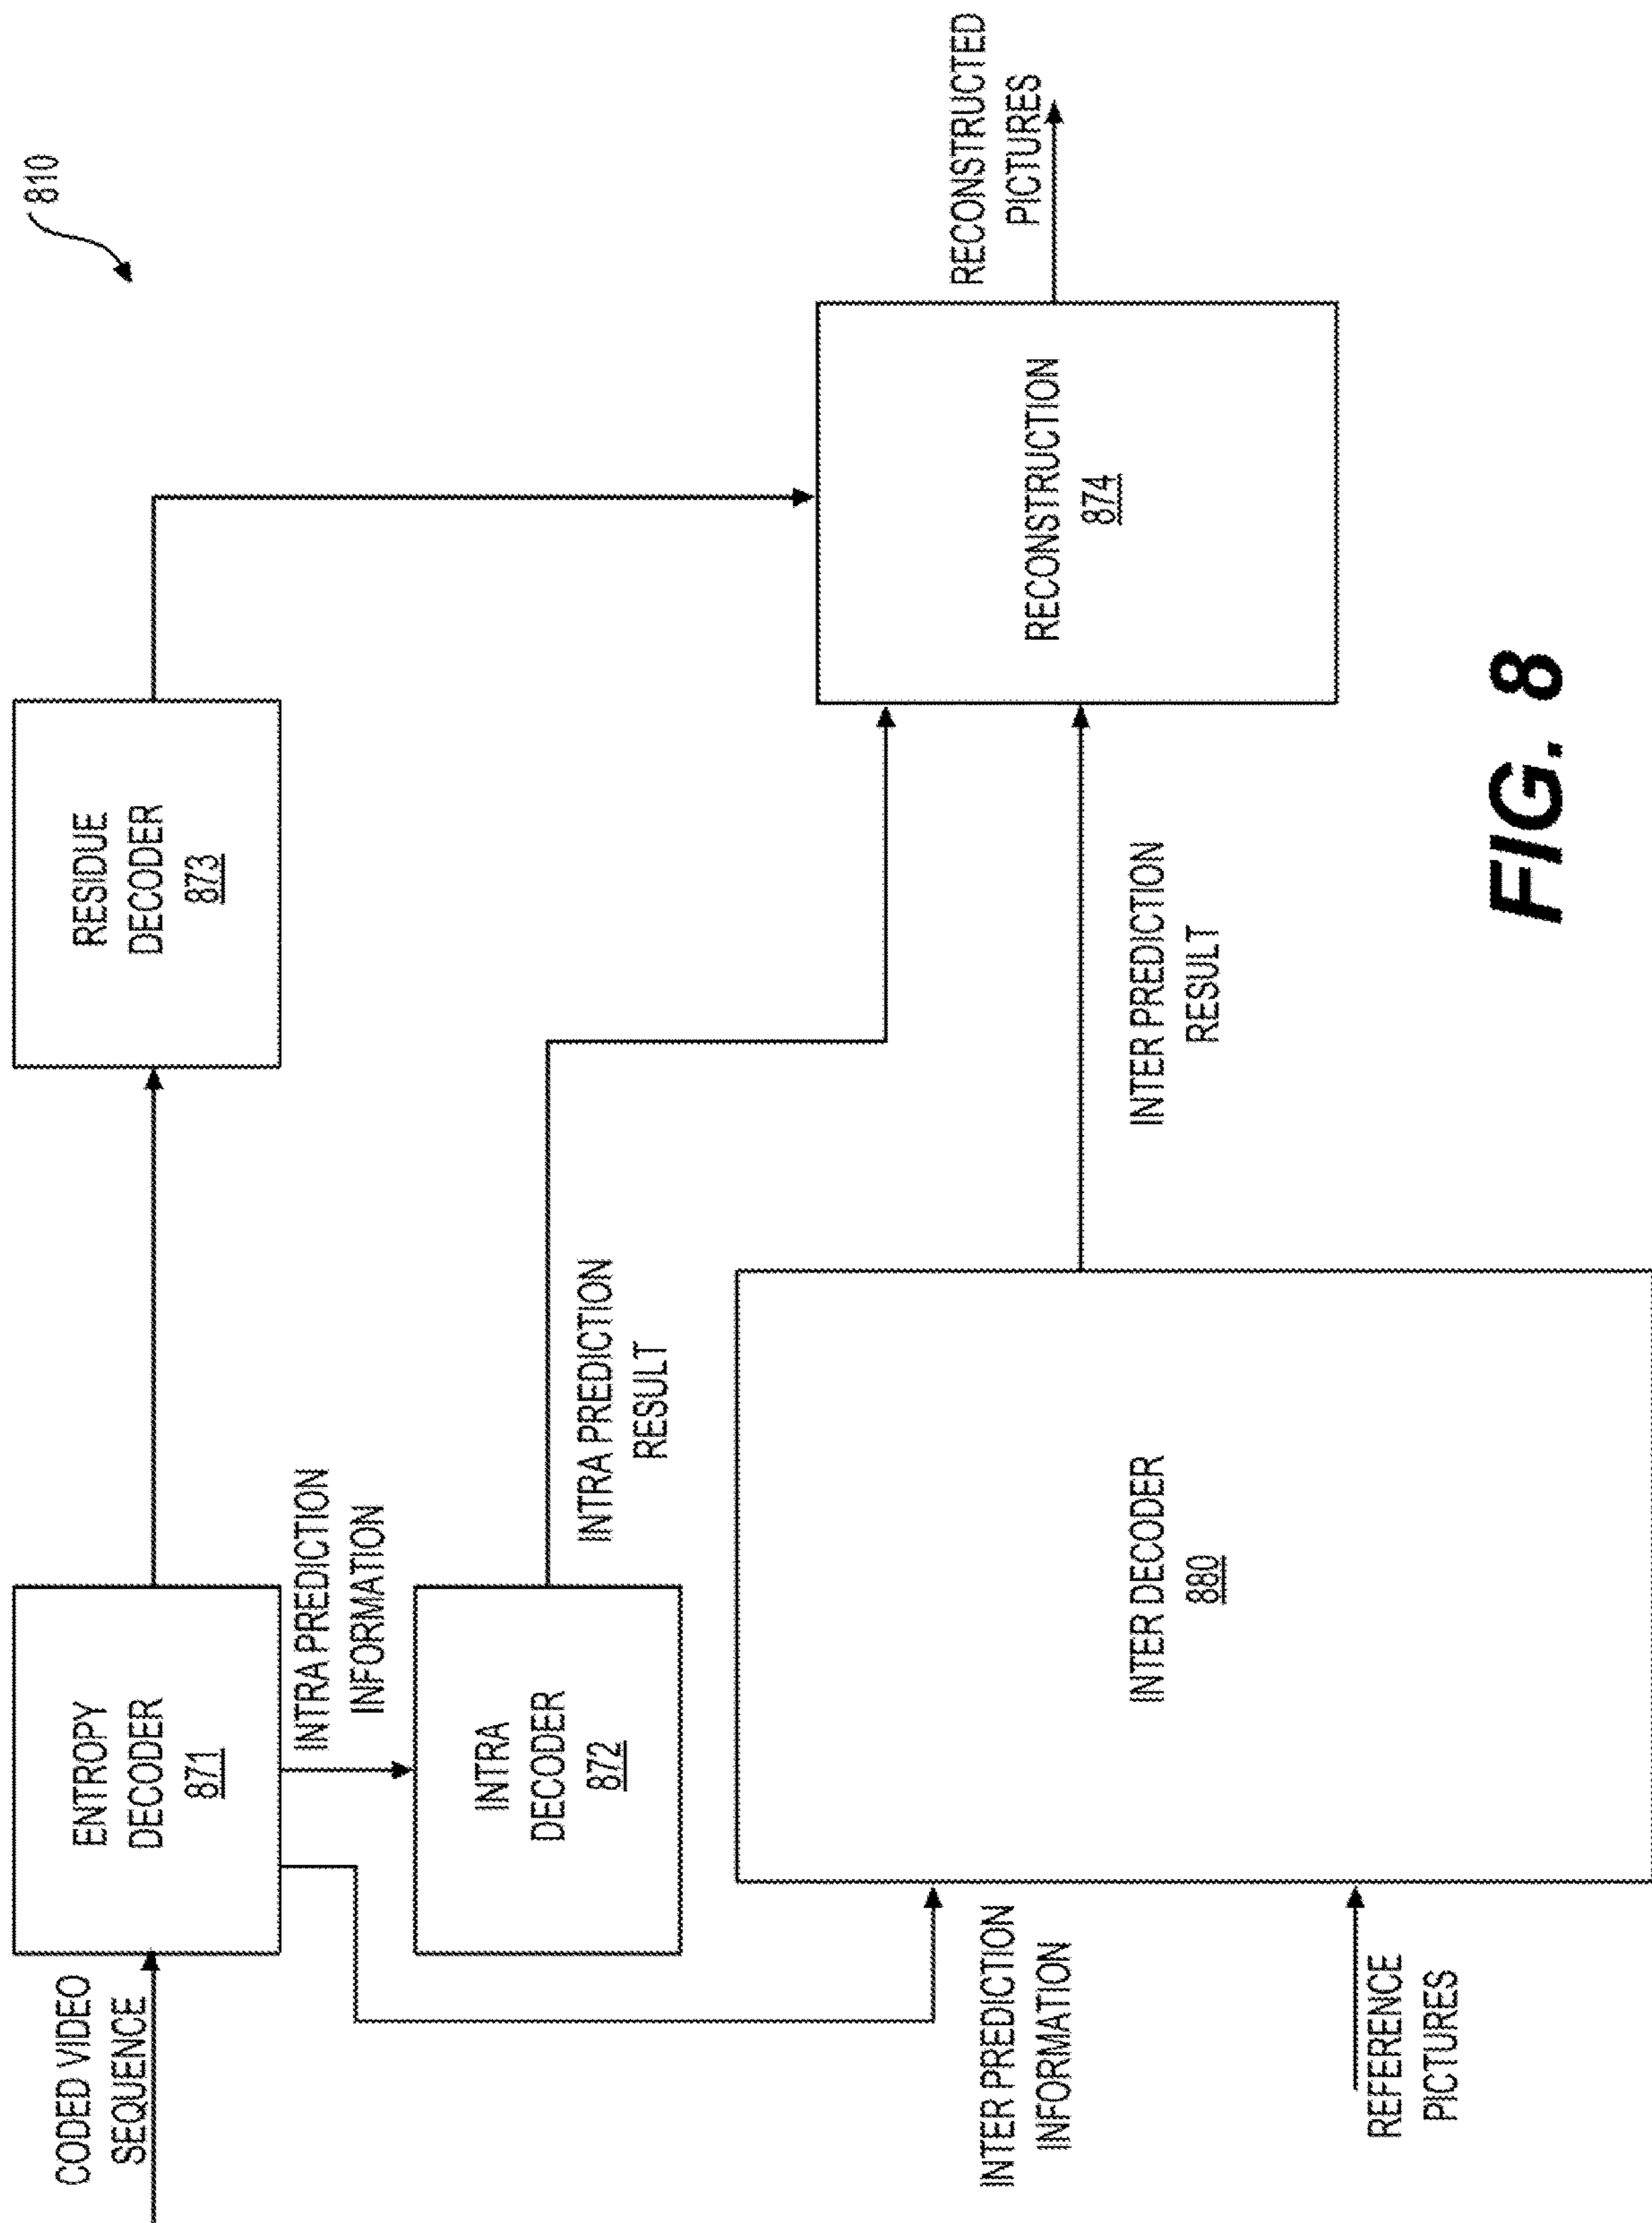 810
CODED VIDEO
SEQUENCE
ENTROPY
DECODER
871
RESIDUE
DECODER
873
INTRA PREDICTION
INFORMATION
INTRA
DECODER
872
INTRA PREDICTION
RESULT
RECONSTRUCTED
PICTURES
RECONSTRUCTION
874
INTER PREDICTION
INFORMATION
INTER DECODER
880
INTER PREDICTION
RESULT
REFERENCE
PICTURES
FIG. 8